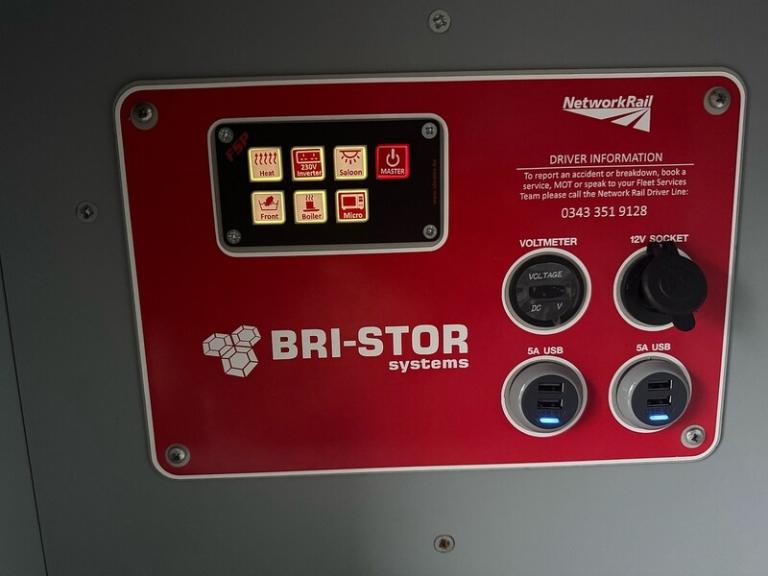 NetworkRail
FSP
Heat
230V
Inverter
Saloon
MASTER
Front
Boiler
Micro
DRIVER INFORMATION
To report an accident or breakdown, book a
service, MOT or speak to your Fleet Services
Team please call the Network Rail Driver Line:
0343 351 9128
VOLTMETER
12V SOCKET
VOLTAGE
DC V
BRI-STOR
systems
5A USB
5A USB